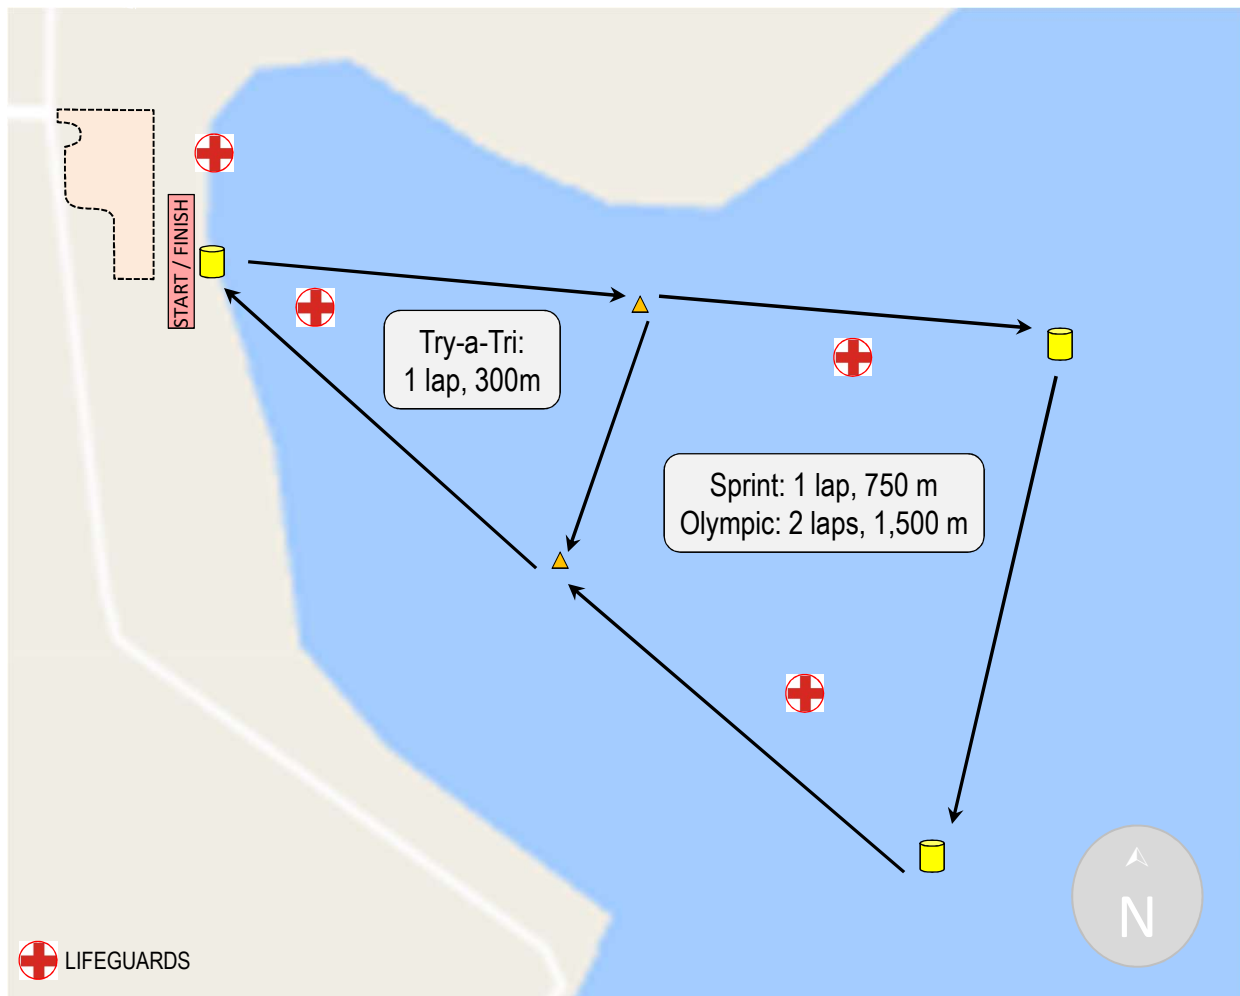 START / FINISH
Try-a-Tri:
1 lap, 300m
Sprint: 1 lap, 750 m
Olympic: 2 laps, 1,500 m
N
LIFEGUARDS